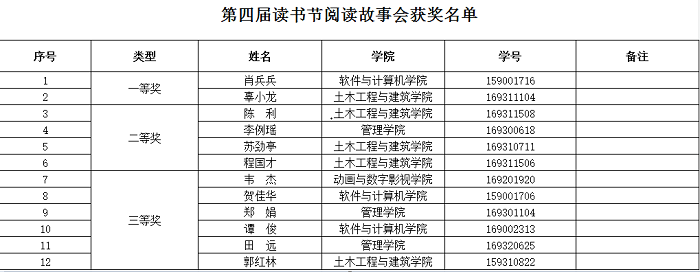 第四届读书节阅读故事会获奖名单
序号 类型 姓名 学院 学号 备注
1 一等奖 肖兵兵 软件与计算机学院 159001716
2 辜小龙 土木工程与建筑学院 169311104
3 二等奖 陈 利 土木工程与建筑学院 169311508
4 李例瑶 管理学院 169300618
5 苏劲亭 土木工程与建筑学院 169310711
6 程国才 土木工程与建筑学院 169311506
7 三等奖 韦 杰 动画与数字影视学院 169201920
8 贺佳华 软件与计算机学院 159001706
9 郑 娟 管理学院 169301104
10 谭 俊 软件与计算机学院 169002313
11 田 远 管理学院 169320625
12 郭红林 土木工程与建筑学院 159310822